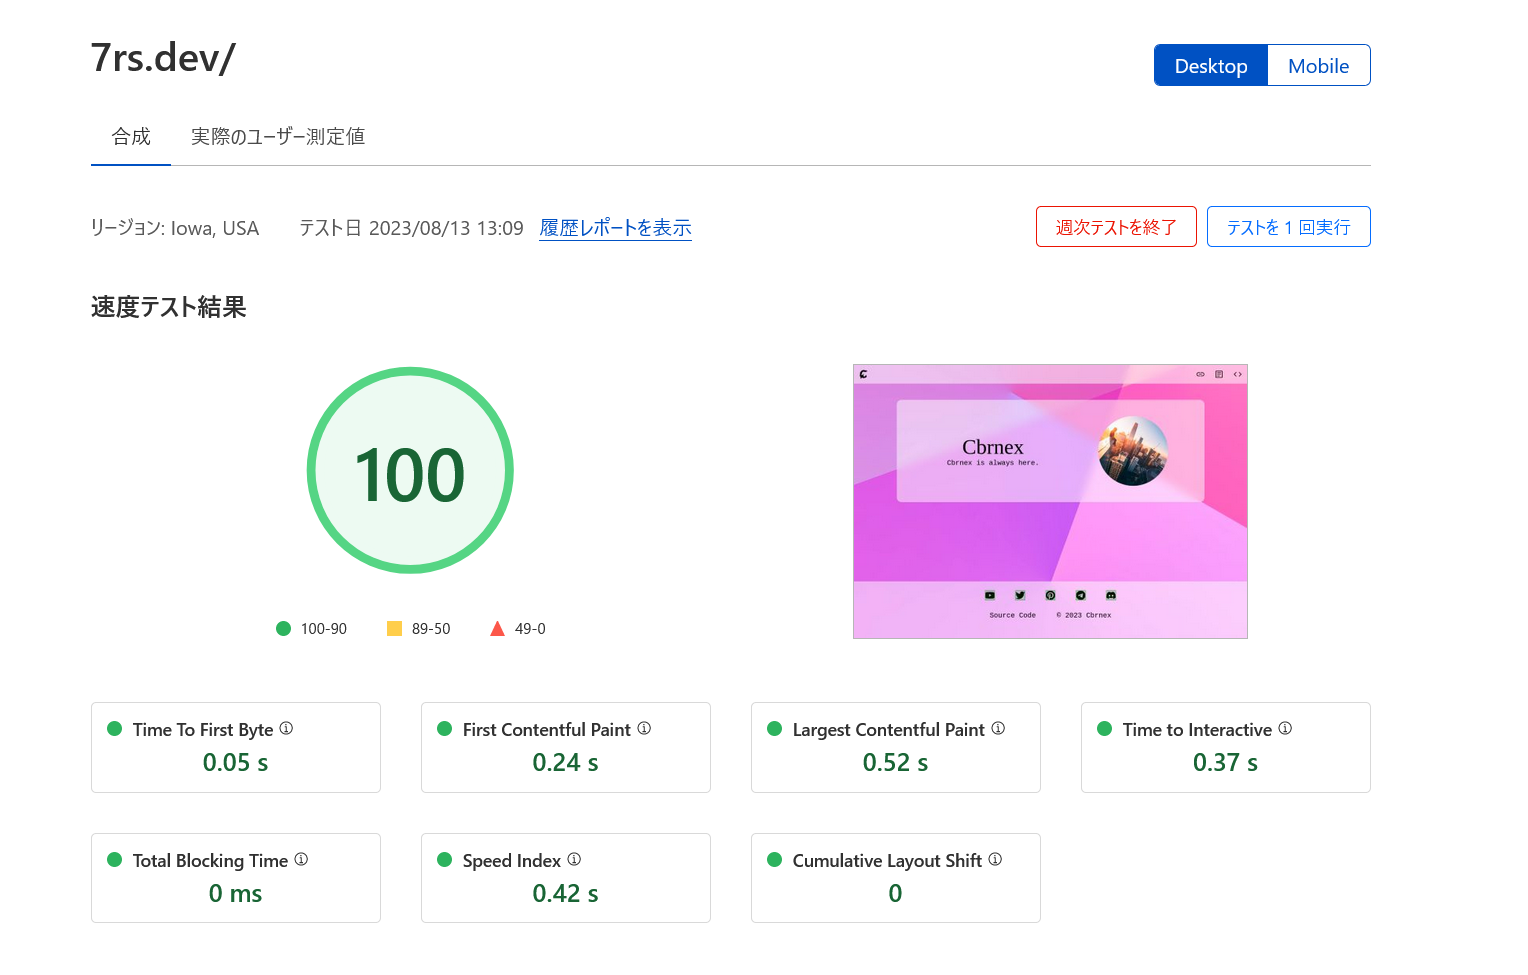 7rs.dev/
Desktop Mobile
合成 実際のユーザー測定値
リージョン: Iowa, USA テスト日 2023/08/13 13:09 履歴レポートを表示 週次テストを終了 テストを 1 回実行
速度テスト結果
100
100-90 89-50 49-0
Cbrnex
Cbrnex is always here.
Source Code © 2023 Cbrnex
Time To First Byte
0.05 s
First Contentful Paint
0.24 s
Largest Contentful Paint
0.52 s
Time to Interactive
0.37 s
Total Blocking Time
0 ms
Speed Index
0.42 s
Cumulative Layout Shift
0